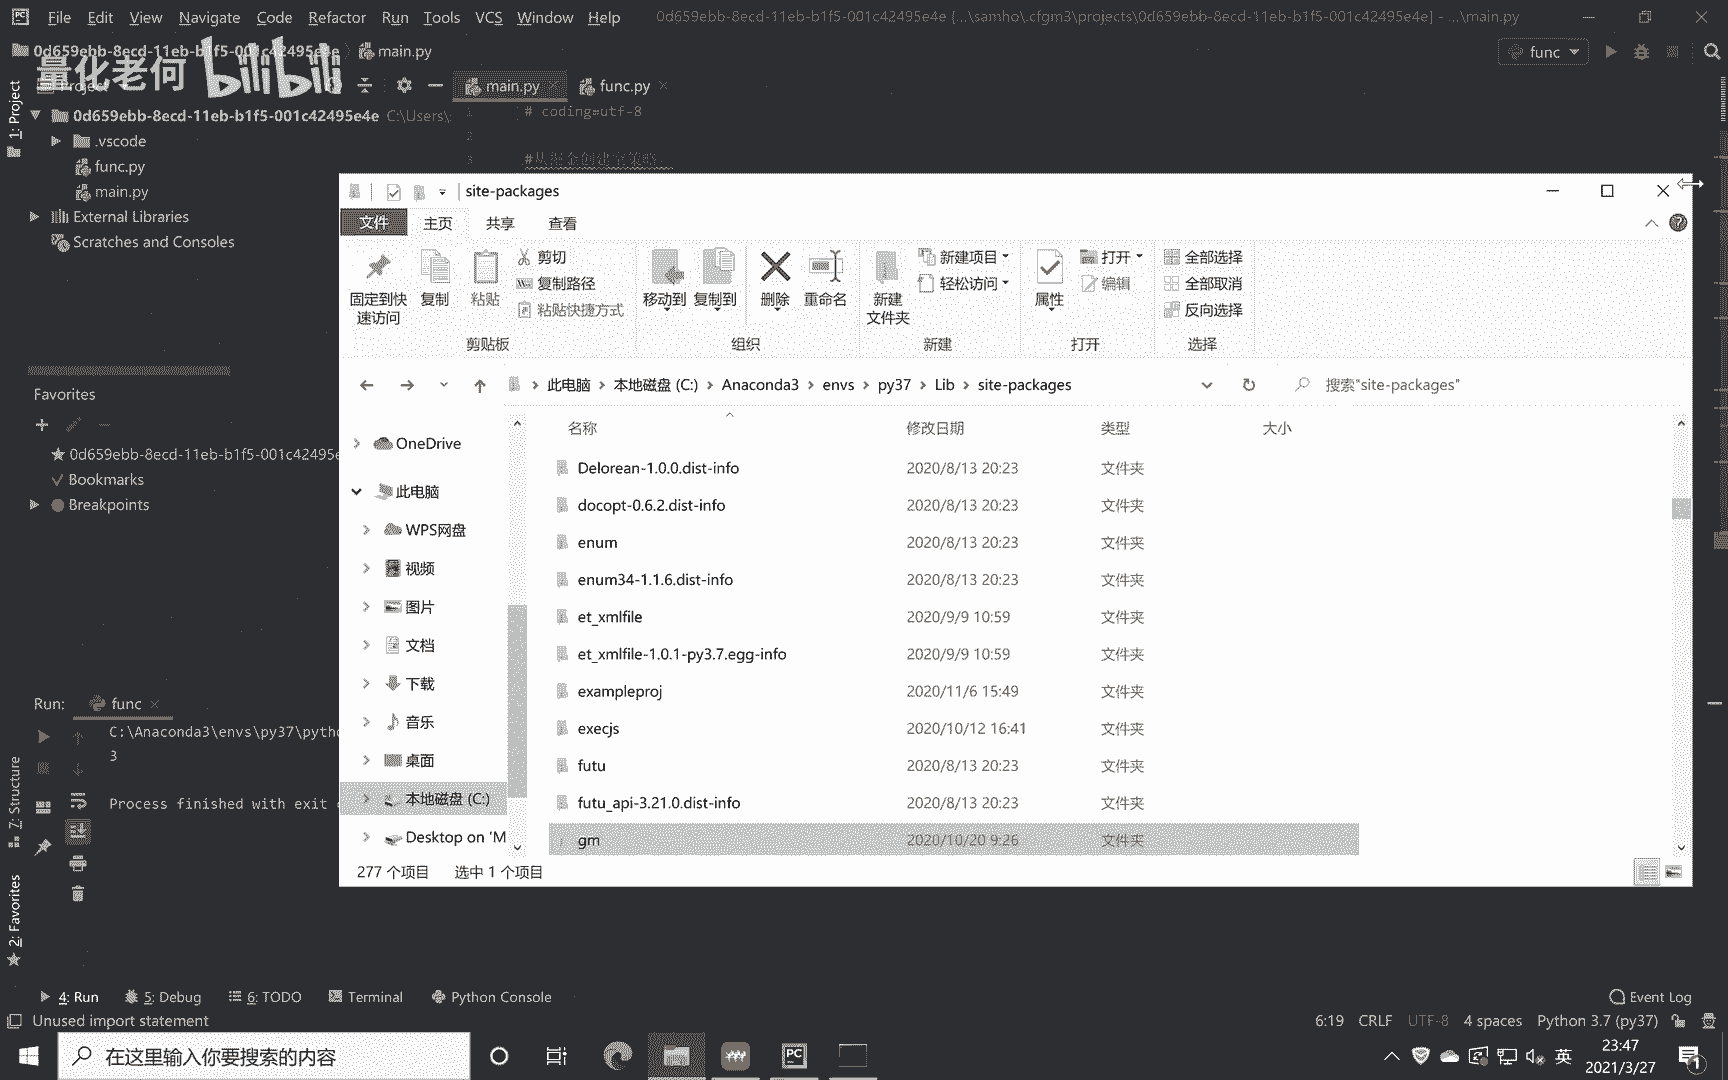 File Edit View Navigate Code Refactor Run Tools VCS Window Help 0d659ebb-8ecd-11eb-b1f5-001c42495e4e [...\samho\.cfgm3\projects\0d659ebb-8ecd-11eb-b1f5-001c42495e4e] - ...\main.py
0d659ebb-8ecd-11eb-b1f5-001c42495e4e main.py func
量化老何 bilibili
Project main.py func.py
0d659ebb-8ecd-11eb-b1f5-001c42495e4e C:\Users\
.vscode
func.py
main.py
External Libraries
Scratches and Consoles
1 # coding=utf-8
2
3
1: Project
site-packages
文件 主页 共享 查看
固定到快速访问 复制 粘贴 剪切 复制路径 粘贴快捷方式
移动到 复制到 删除 重命名
新建文件夹 新建项目 轻松访问
属性 打开 编辑
全部选择 全部取消 反向选择
剪贴板 组织 新建 打开 选择
此电脑 本地磁盘 (C:) Anaconda3 envs py37 Lib site-packages 搜索"site-packages"
OneDrive
此电脑
WPS网盘
视频
图片
文档
下载
音乐
桌面
本地磁盘 (C:)
Desktop on 'M
名称 修改日期 类型 大小
Delorean-1.0.0.dist-info 2020/8/13 20:23 文件夹
docopt-0.6.2.dist-info 2020/8/13 20:23 文件夹
enum 2020/8/13 20:23 文件夹
enum34-1.1.6.dist-info 2020/8/13 20:23 文件夹
et_xmlfile 2020/9/9 10:59 文件夹
et_xmlfile-1.0.1-py3.7.egg-info 2020/9/9 10:59 文件夹
exampleproj 2020/11/6 15:49 文件夹
execjs 2020/10/12 16:41 文件夹
futu 2020/8/13 20:23 文件夹
futu_api-3.21.0.dist-info 2020/8/13 20:23 文件夹
gm 2020/10/20 9:26 文件夹
277 个项目 选中 1 个项目
Favorites
0d659ebb-8ecd-11eb-b1f5-001c42495e
Bookmarks
Breakpoints
Run: func
C:\Anaconda3\envs\py37\pytho
3
Process finished with exit
7: Structure
2: Favorites
4: Run 5: Debug 6: TODO Terminal Python Console Event Log
Unused import statement 6:19 CRLF UTF-8 4 spaces Python 3.7 (py37)
在这里输入你要搜索的内容 英 23:47
2021/3/27
1